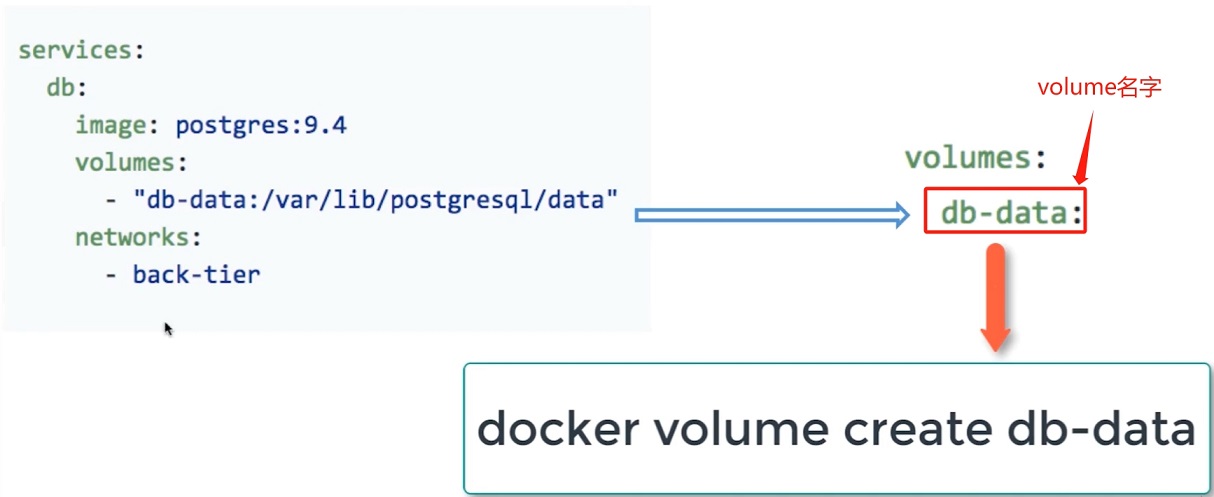 services:
db:
image: postgres:9.4
volumes:
- "db-data:/var/lib/postgresql/data"
networks:
- back-tier
volume名字
volumes:
db-data:
docker volume create db-data